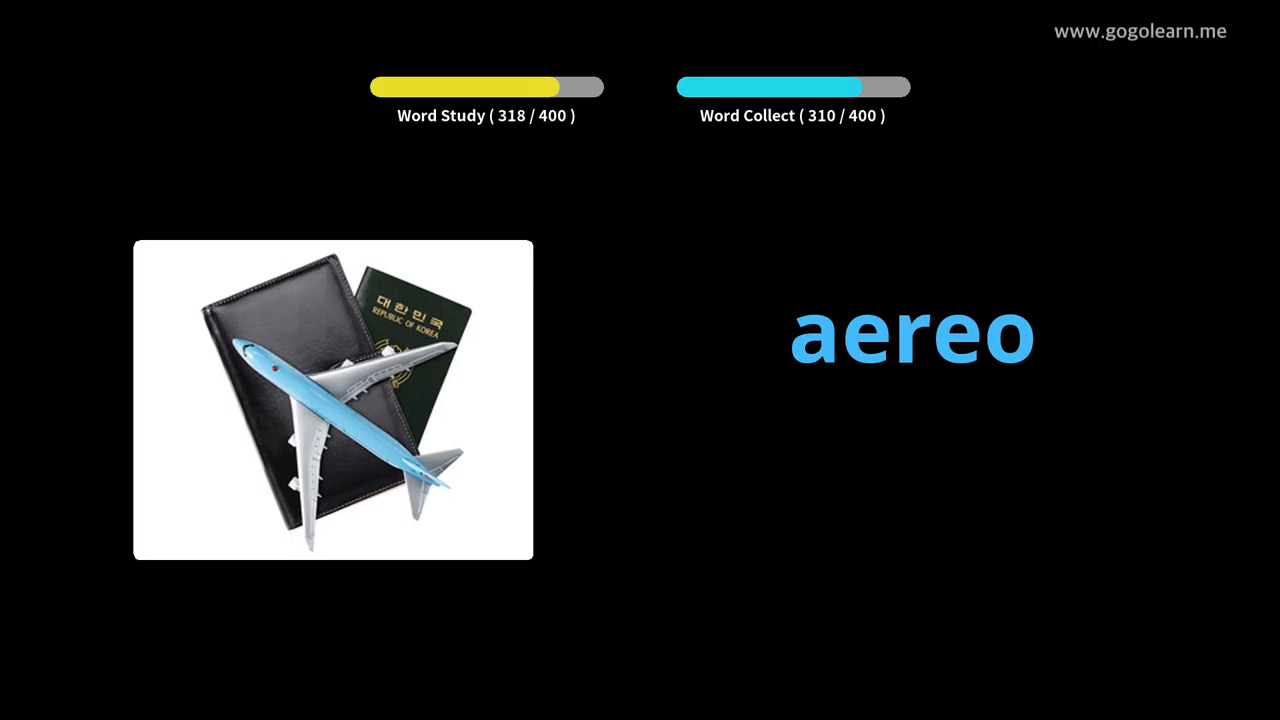 www.gogolearn.me
Word Study ( 318 / 400 )
Word Collect ( 310 / 400 )
대한민국
REPUBLIC OF KOREA
aereo